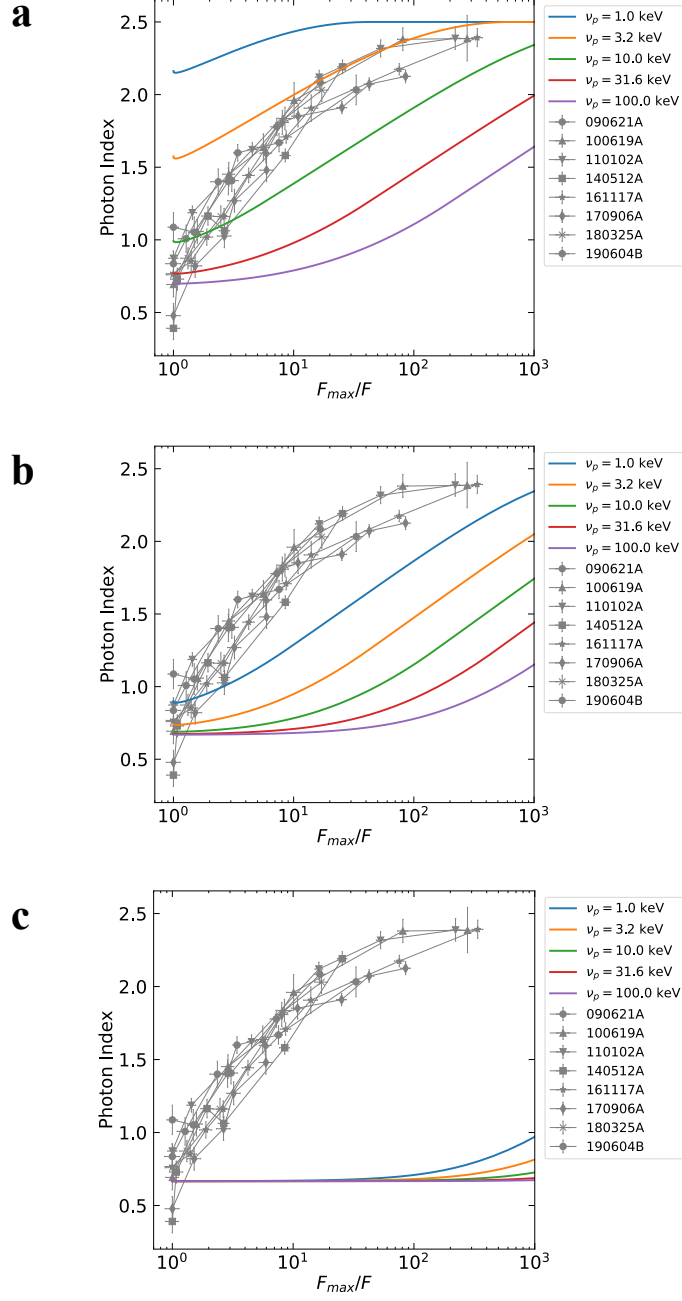 a
2.5
2.0
1.5
1.0
0.5
Photon Index
10^0
10^1
10^2
10^3
F_{max}/F
ν_p = 1.0 keV
ν_p = 3.2 keV
ν_p = 10.0 keV
ν_p = 31.6 keV
ν_p = 100.0 keV
090621A
100619A
110102A
140512A
161117A
170906A
180325A
190604B
b
2.5
2.0
1.5
1.0
0.5
Photon Index
10^0
10^1
10^2
10^3
F_{max}/F
ν_p = 1.0 keV
ν_p = 3.2 keV
ν_p = 10.0 keV
ν_p = 31.6 keV
ν_p = 100.0 keV
090621A
100619A
110102A
140512A
161117A
170906A
180325A
190604B
c
2.5
2.0
1.5
1.0
0.5
Photon Index
10^0
10^1
10^2
10^3
F_{max}/F
ν_p = 1.0 keV
ν_p = 3.2 keV
ν_p = 10.0 keV
ν_p = 31.6 keV
ν_p = 100.0 keV
090621A
100619A
110102A
140512A
161117A
170906A
180325A
190604B